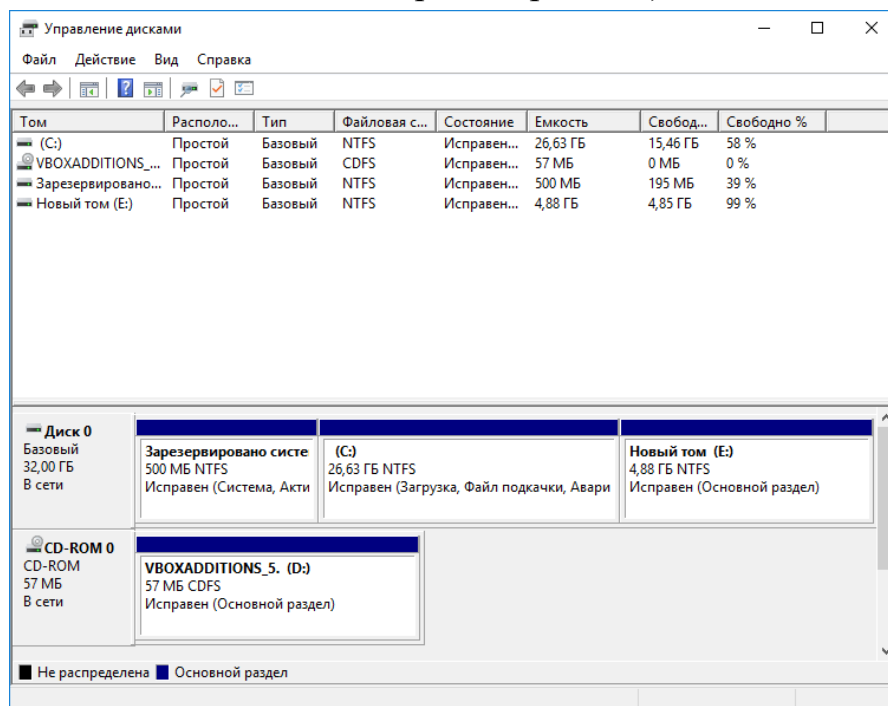 Управление дисками
Файл Действие Вид Справка
Том Располо... Тип Файловая с... Состояние Емкость Свобод... Свободно %
(C:) Простой Базовый NTFS Исправен... 26,63 ГБ 15,46 ГБ 58 %
VBOXADDITIONS_... Простой Базовый CDFS Исправен... 57 МБ 0 МБ 0 %
Зарезервировано... Простой Базовый NTFS Исправен... 500 МБ 195 МБ 39 %
Новый том (E:) Простой Базовый NTFS Исправен... 4,88 ГБ 4,85 ГБ 99 %
Диск 0
Базовый
32,00 ГБ
В сети
Зарезервировано систе
500 МБ NTFS
Исправен (Система, Акти
(C:)
26,63 ГБ NTFS
Исправен (Загрузка, Файл подкачки, Авари
Новый том (E:)
4,88 ГБ NTFS
Исправен (Основной раздел)
CD-ROM 0
CD-ROM
57 МБ
В сети
VBOXADDITIONS_5. (D:)
57 МБ CDFS
Исправен (Основной раздел)
Не распределена Основной раздел